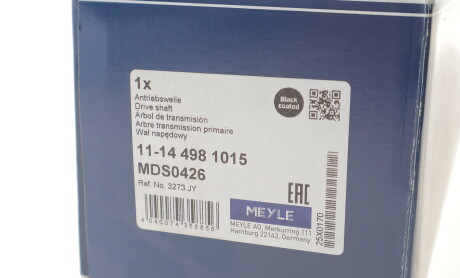 1x
Antriebswelle
Drive shaft
Árbol de transmisión
Arbre transmission primaire
Wał napędowy
Black coated
11-14 498 1015
MDS0426
Ref. No. 3273.JY
EAC
25X0170
MEYLE
MEYLE AG, Merkurring 111
Hamburg 22143, Germany